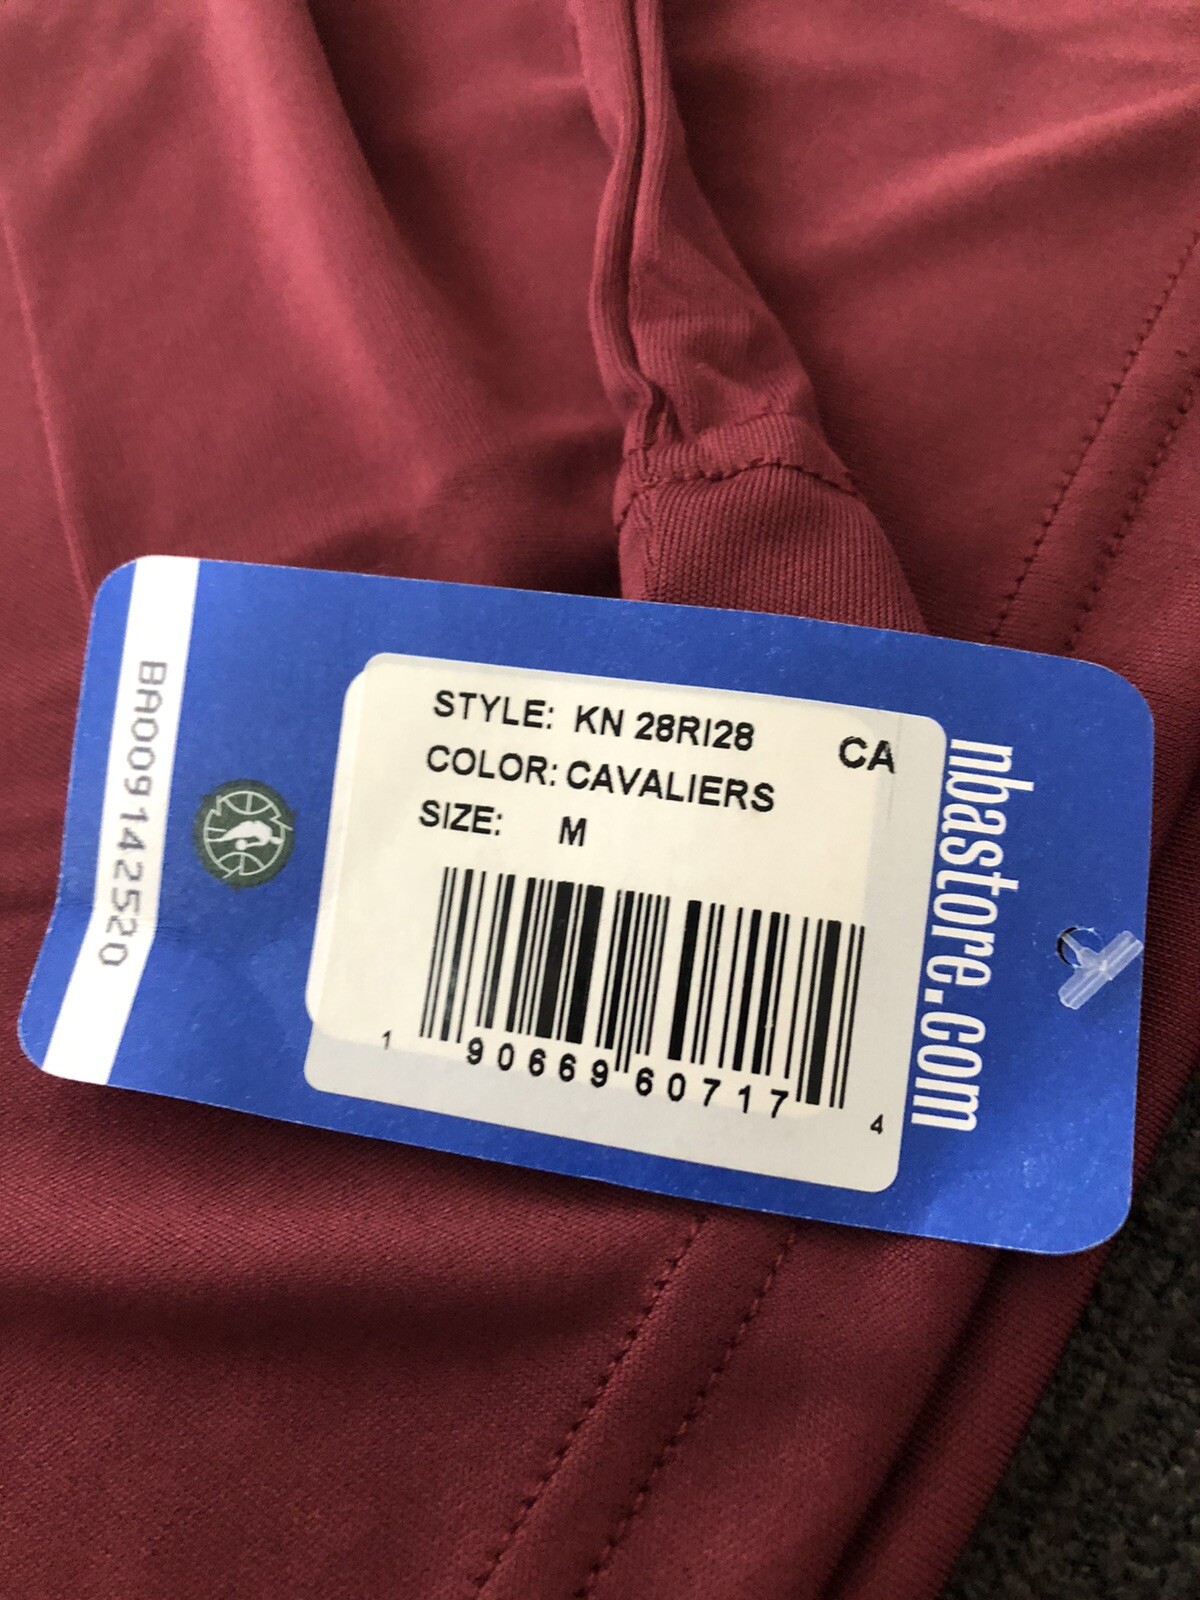 STYLE: KN 28RI28 CA
COLOR: CAVALIERS
SIZE: M
1 90669 60717 4
nbastore.com
BA009142520